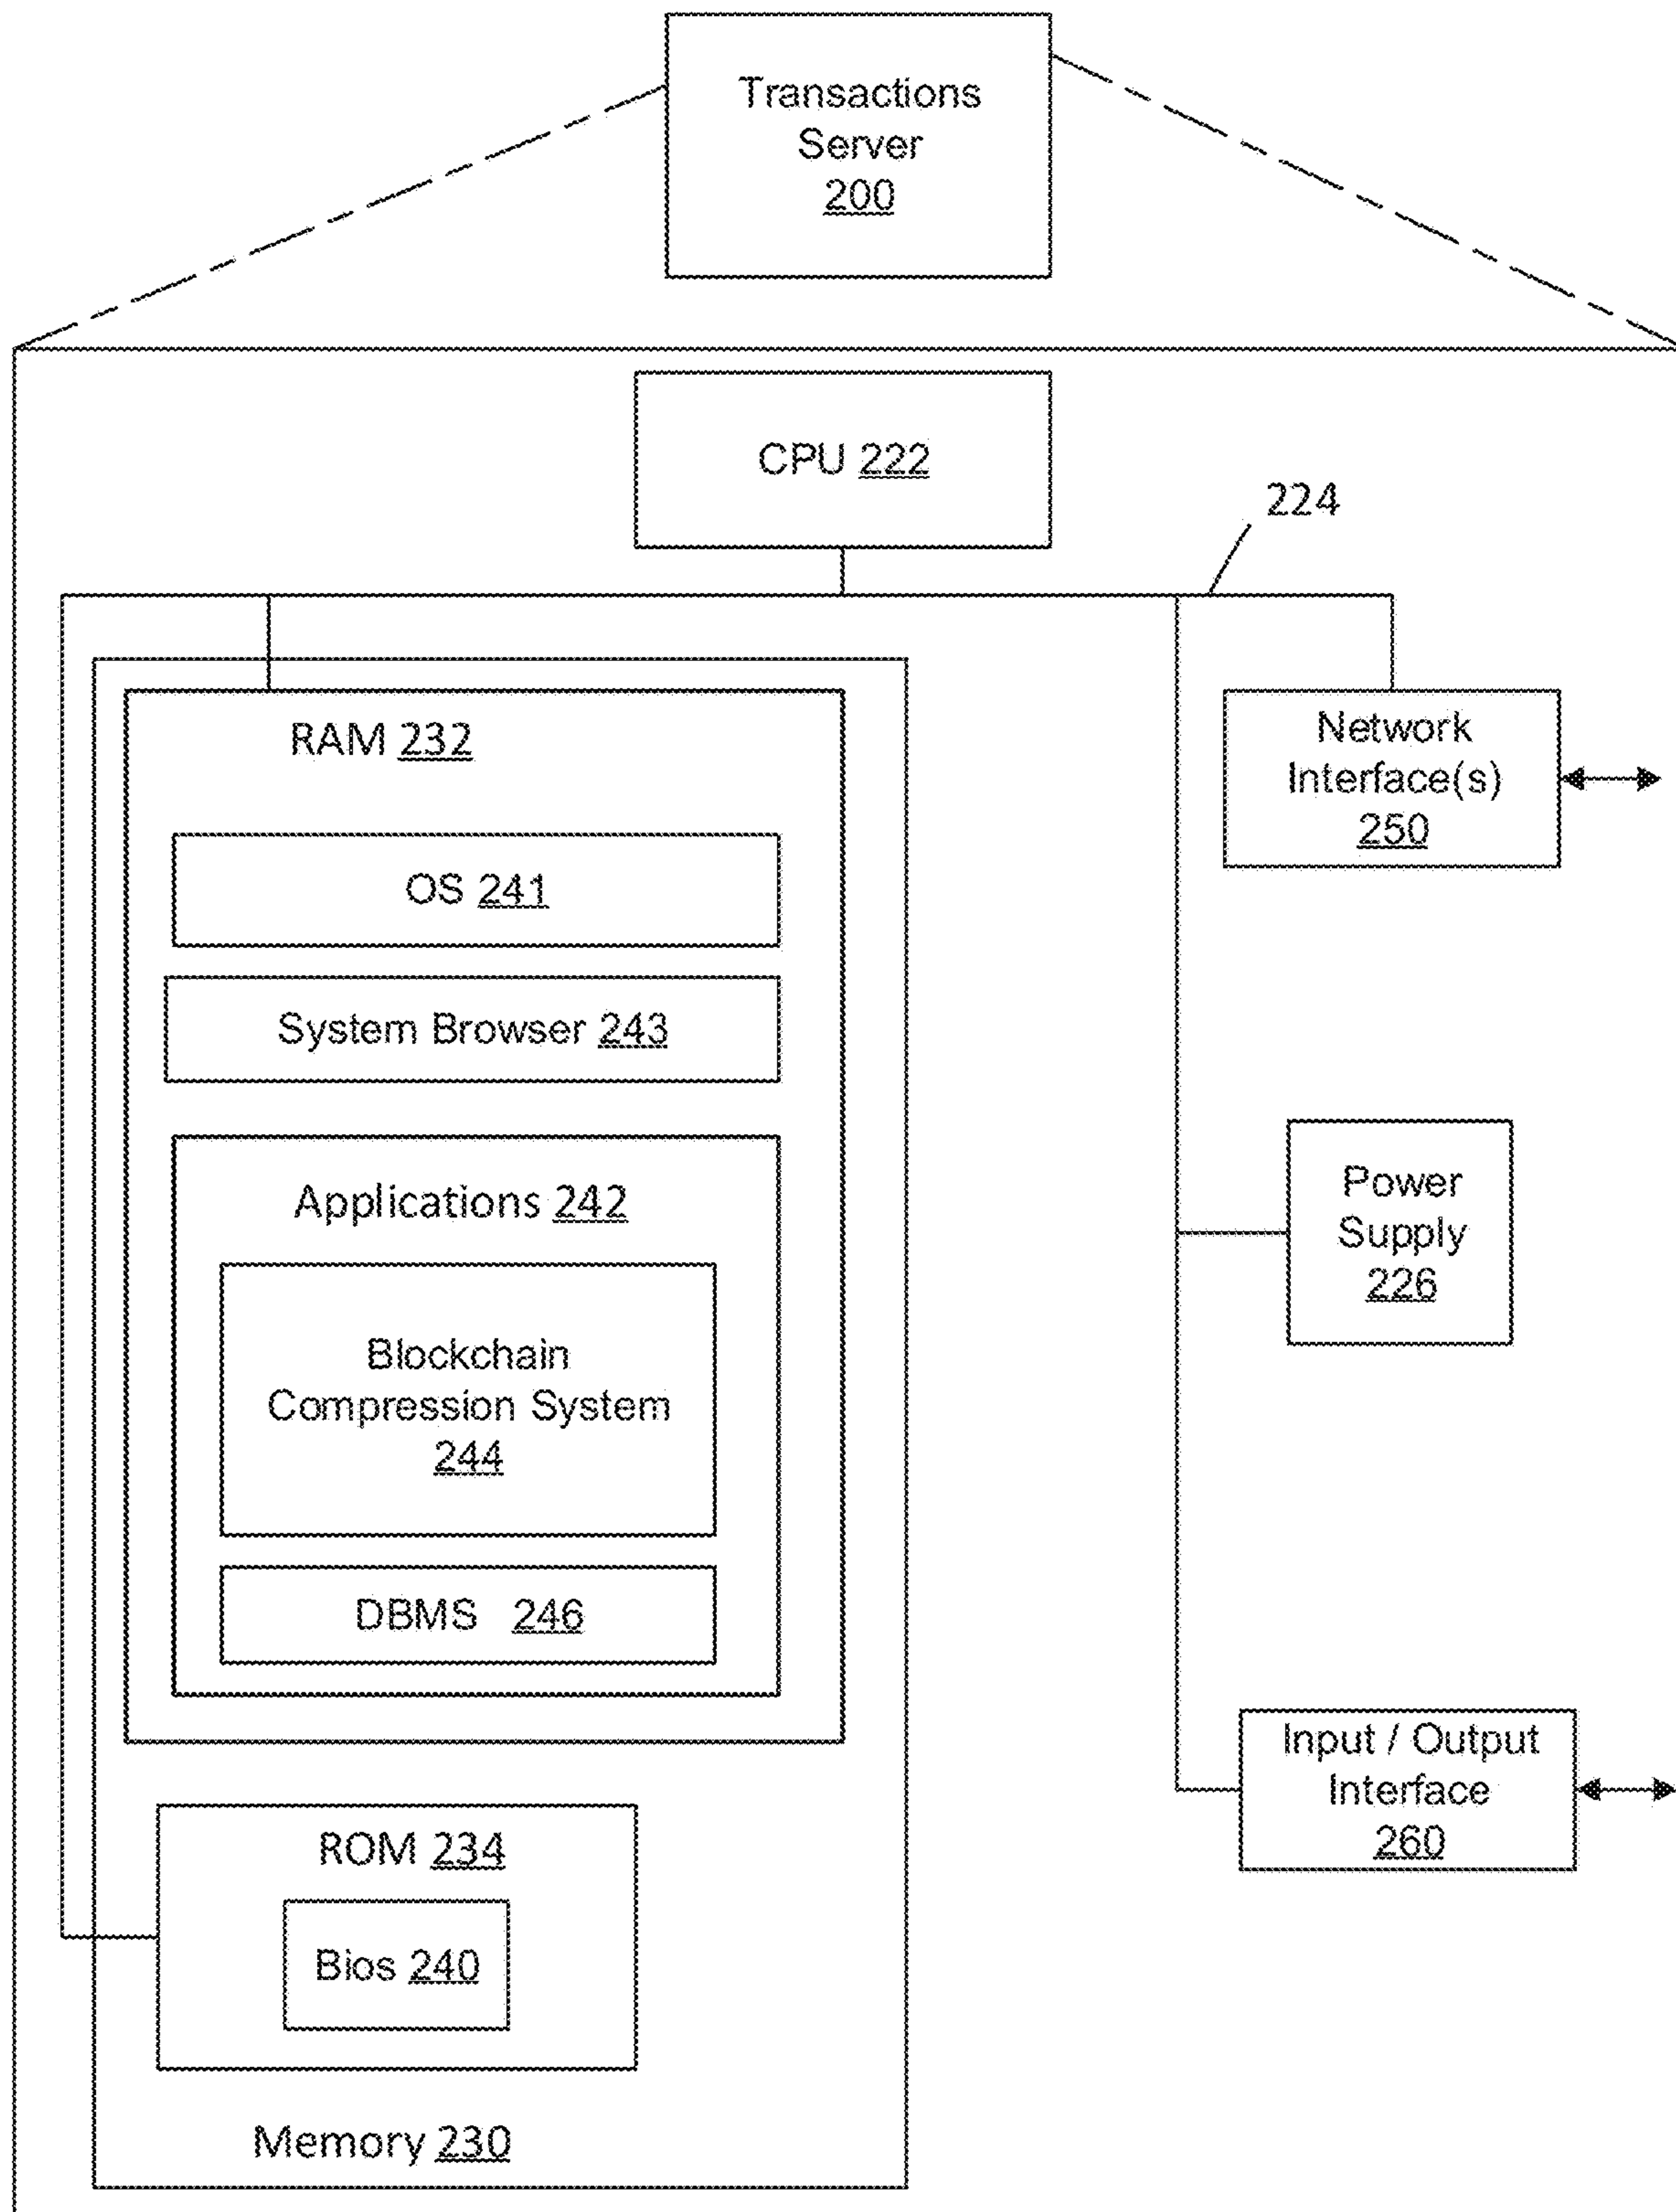 Transactions
Server
200
CPU 222
224
RAM 232
Network
Interface(s)
250
OS 241
System Browser 243
Applications 242
Power
Supply
226
Blockchain
Compression System
244
DBMS 246
Input / Output
Interface
260
ROM 234
Bios 240
Memory 230